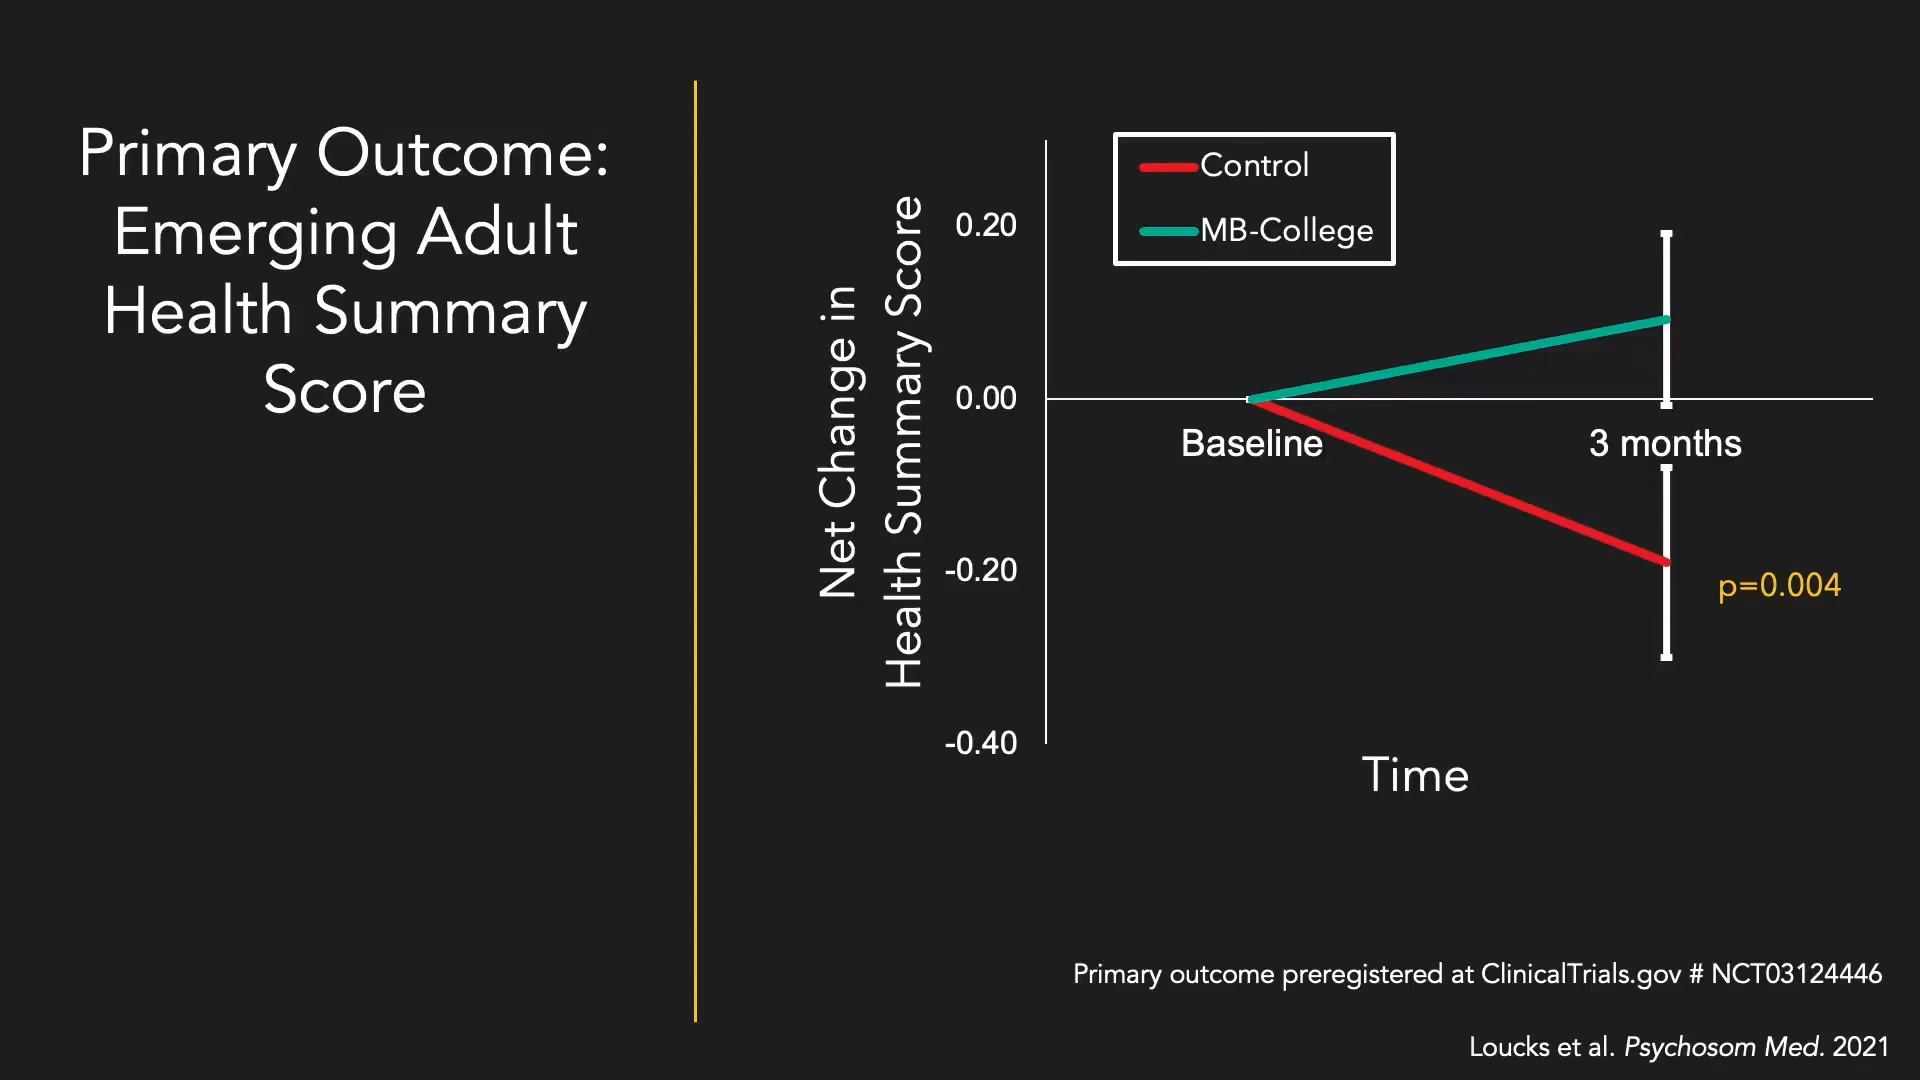 Primary Outcome:
Emerging Adult
Health Summary
Score
Control
MB-College
Net Change in
Health Summary Score
0.20
0.00
-0.20
-0.40
Baseline
3 months
p=0.004
Time
Primary outcome preregistered at ClinicalTrials.gov # NCT03124446
Loucks et al. Psychosom Med. 2021